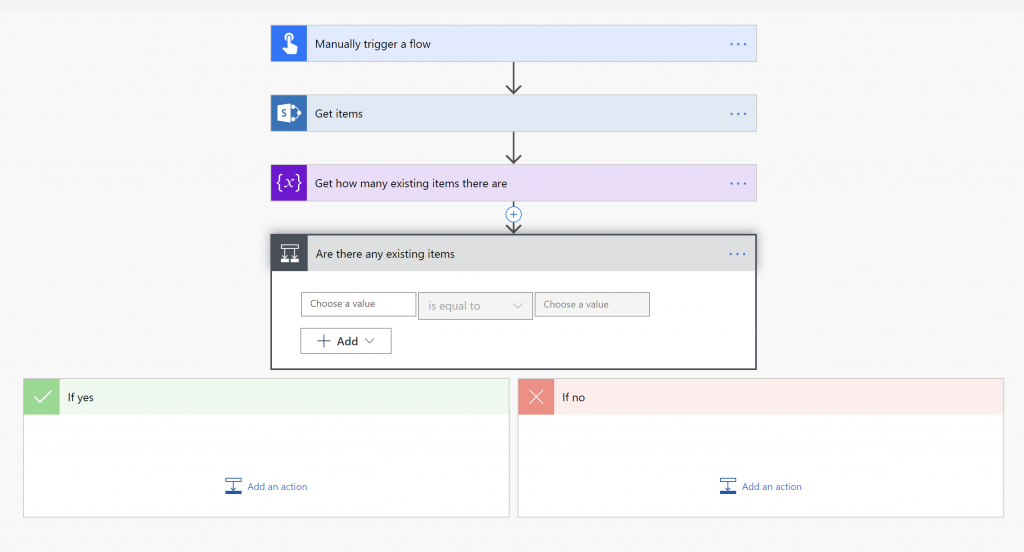 Manually trigger a flow
Get items
{x} Get how many existing items there are
Are there any existing items
Choose a value is equal to Choose a value
Add
If yes
If no
Add an action
Add an action